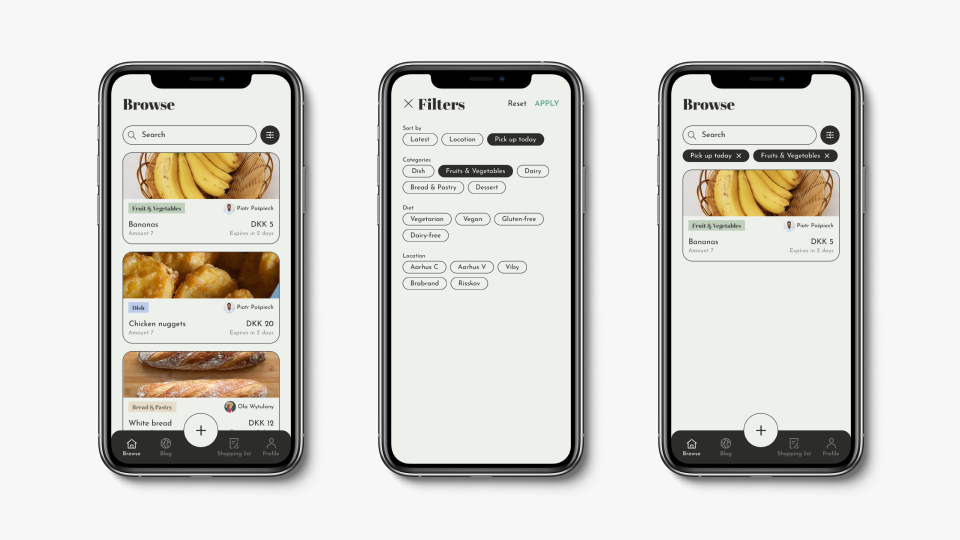 Browse
Search
Fruit & Vegetables
Piotr Pośpiech
Bananas
DKK 5
Amount 7
Expires in 2 days
Dish
Piotr Pośpiech
Chicken nuggets
DKK 20
Amount 7
Expires in 2 days
Bread & Pastry
Ola Wytuleny
White bread
DKK 12
Browse
Blog
Shopping list
Profile
Filters
Reset
APPLY
Sort by
Latest
Location
Pick up today
Categories
Dish
Fruits & Vegetables
Dairy
Bread & Pastry
Dessert
Diet
Vegetarian
Vegan
Gluten-free
Dairy-free
Location
Aarhus C
Aarhus V
Viby
Brabrand
Risskov
Browse
Search
Pick up today
Fruits & Vegetables
Fruit & Vegetables
Piotr Pośpiech
Bananas
DKK 5
Amount 7
Expires in 2 days
Browse
Blog
Shopping list
Profile